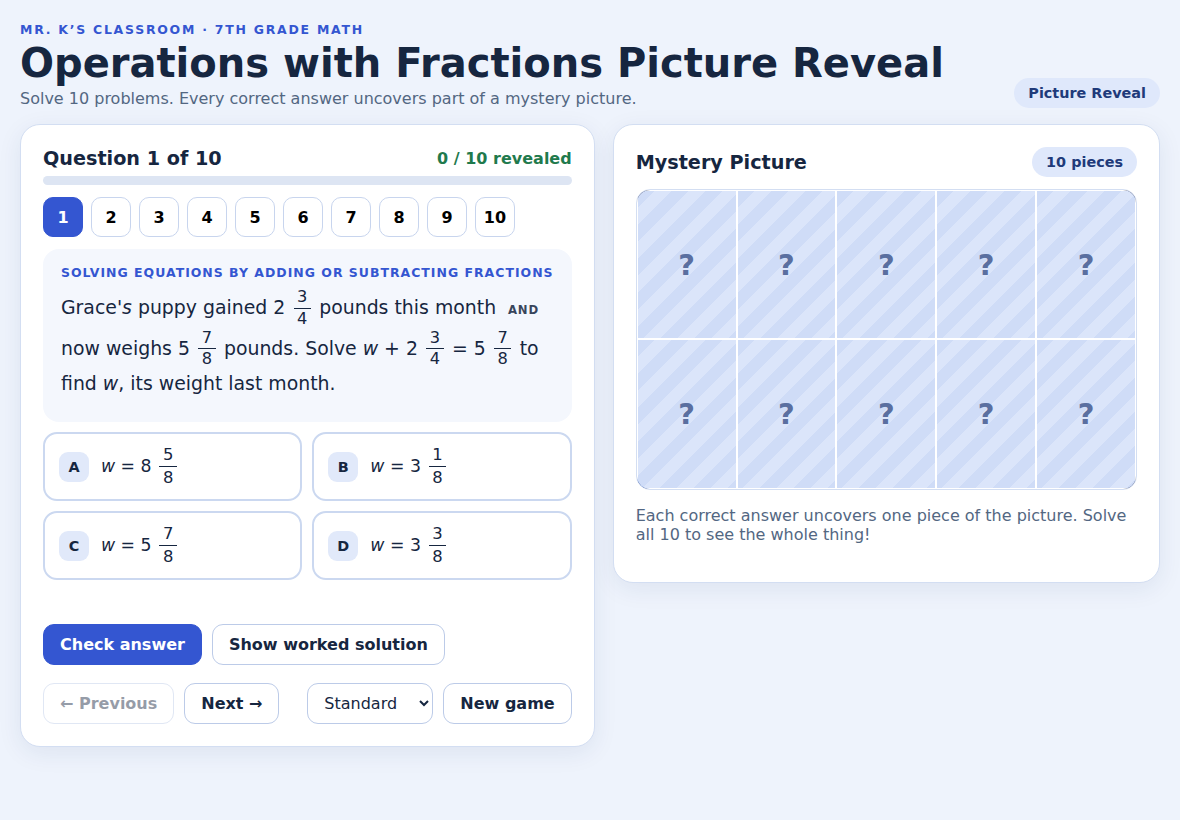 MR. K’S CLASSROOM · 7TH GRADE MATH
Operations with Fractions Picture Reveal
Solve 10 problems. Every correct answer uncovers part of a mystery picture.
Picture Reveal
Question 1 of 10
0 / 10 revealed
1 2 3 4 5 6 7 8 9 10
SOLVING EQUATIONS BY ADDING OR SUBTRACTING FRACTIONS
Grace's puppy gained 2 3/4 pounds this month AND
now weighs 5 7/8 pounds. Solve w + 2 3/4 = 5 7/8 to
find w, its weight last month.
A w = 8 5/8
B w = 3 1/8
C w = 5 7/8
D w = 3 3/8
Check answer
Show worked solution
← Previous
Next →
Standard
New game
Mystery Picture
10 pieces
? ? ? ? ?
? ? ? ? ?
Each correct answer uncovers one piece of the picture. Solve
all 10 to see the whole thing!